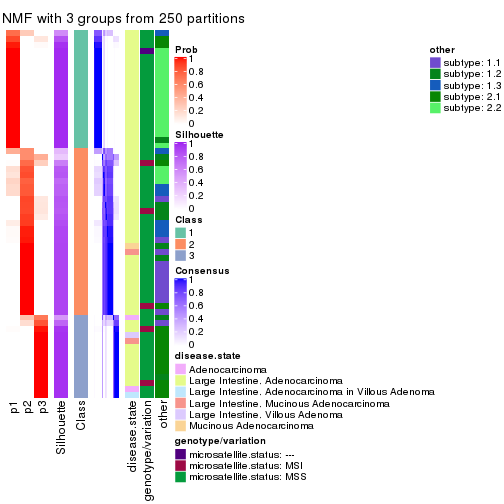 NMF with 3 groups from 250 partitions
Prob
1
0.8
0.6
0.4
0.2
0
Silhouette
1
0.8
0.6
0.4
0.2
0
Class
1
2
3
Consensus
1
0.8
0.6
0.4
0.2
0
disease.state
Adenocarcinoma
Large Intestine. Adenocarcinoma
Large Intestine. Adenocarcinoma in Villous Adenoma
Large Intestine. Mucinous Adenocarcinoma
Large Intestine. Villous Adenoma
Mucinous Adenocarcinoma
genotype/variation
microsatellite.status: ---
microsatellite.status: MSI
microsatellite.status: MSS
other
subtype: 1.1
subtype: 1.2
subtype: 1.3
subtype: 2.1
subtype: 2.2
p1
p2
p3
Silhouette
Class
disease.state
genotype/variation
other